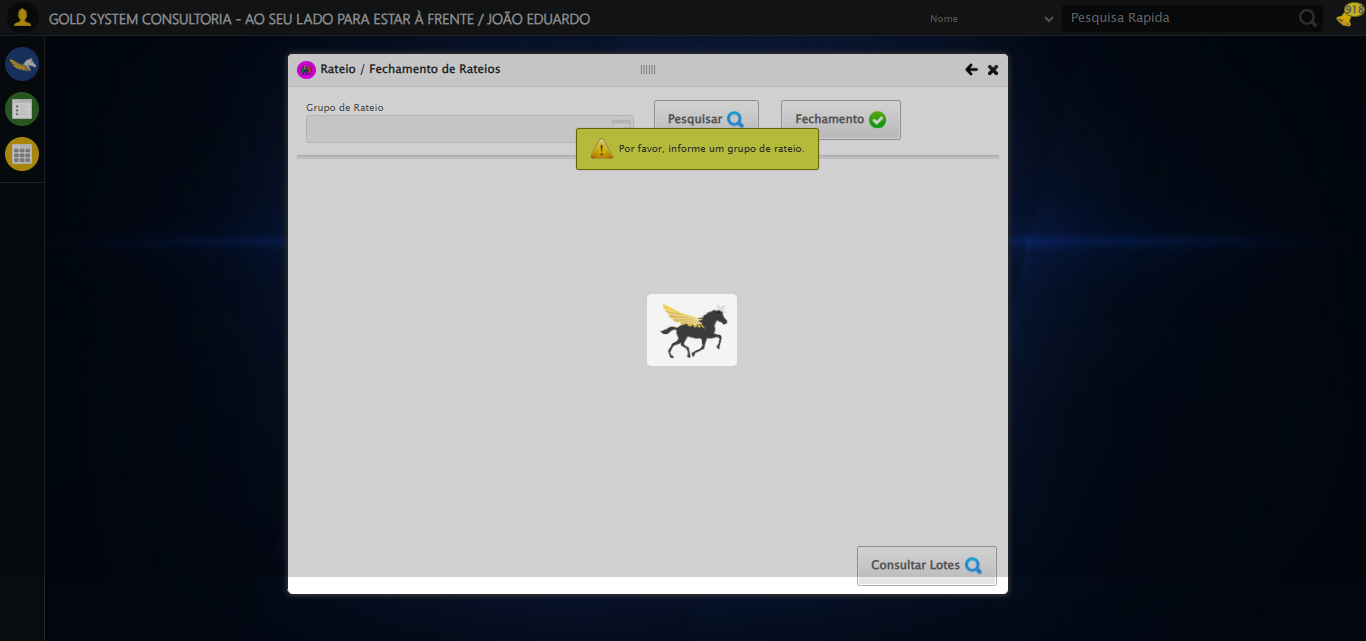 GOLD SYSTEM CONSULTORIA - AO SEU LADO PARA ESTAR À FRENTE / JOÃO EDUARDO
Nome
Pesquisa Rapida
916
Rateio / Fechamento de Rateios
Grupo de Rateio
Pesquisar
Fechamento
Por favor, informe um grupo de rateio.
Consultar Lotes